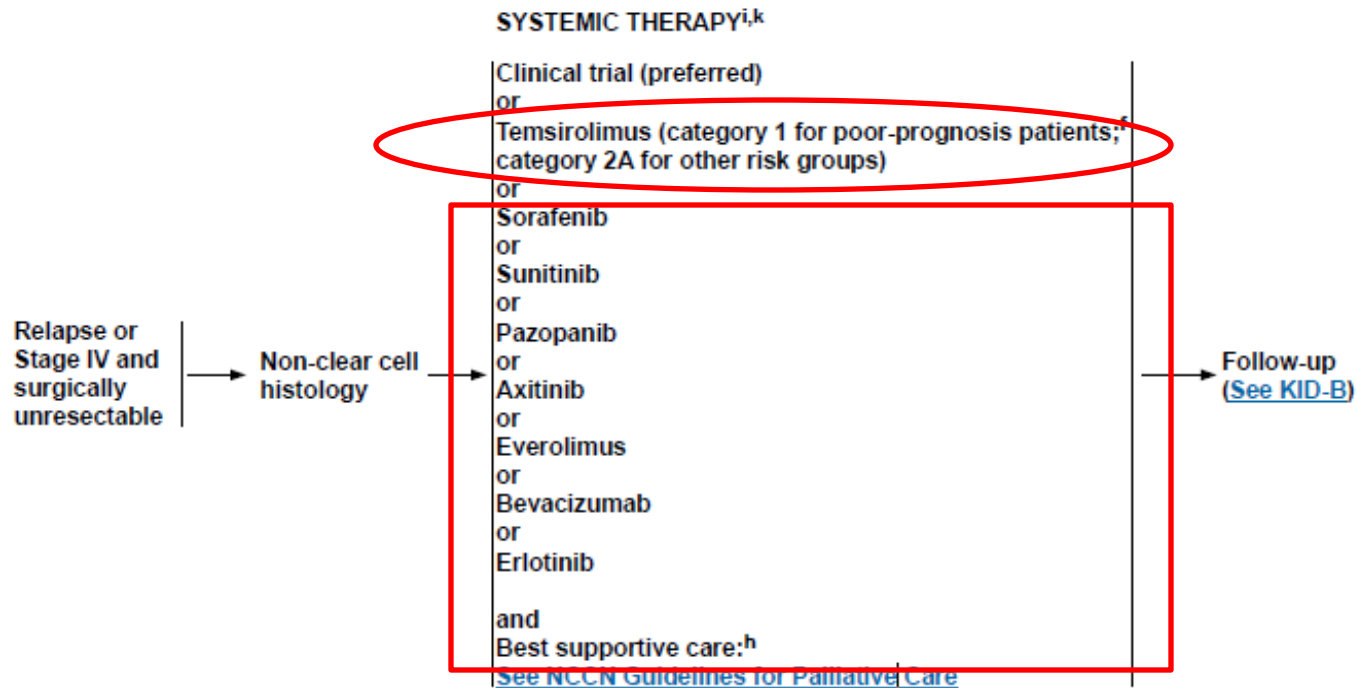 SYSTEMIC THERAPYi,k
Clinical trial (preferred)
or
Temsirolimus (category 1 for poor-prognosis patients;f
category 2A for other risk groups)
or
Sorafenib
or
Sunitinib
or
Pazopanib
or
Axitinib
or
Everolimus
or
Bevacizumab
or
Erlotinib
and
Best supportive care:h
See NCCN Guidelines for Palliative Care
Relapse or
Stage IV and
surgically
unresectable
Non-clear cell
histology
Follow-up
(See KID-B)